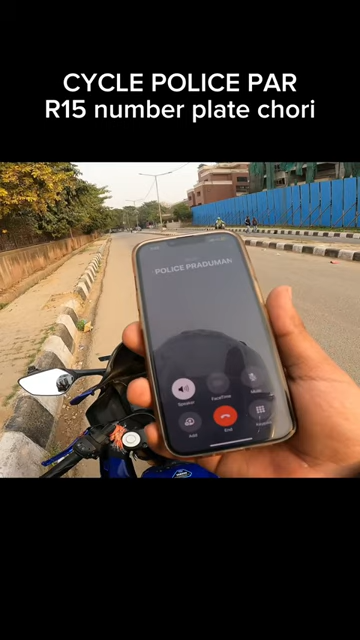 CYCLE POLICE PAR
R15 number plate chori
POLICE PRADUMAN
Speaker
FaceTime
Mute
Add
End
Keypad